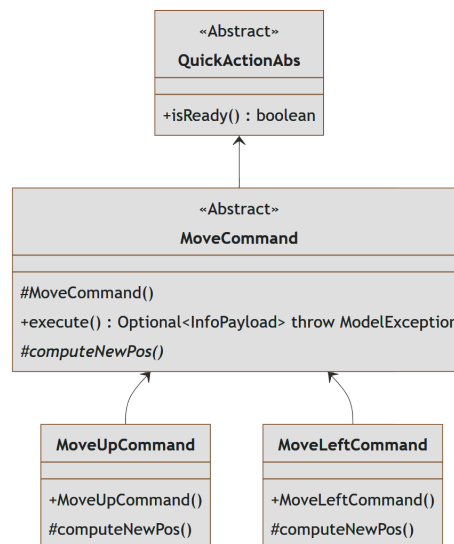 «Abstract»
QuickActionAbs
+isReady() : boolean
«Abstract»
MoveCommand
#MoveCommand()
+execute() : Optional<InfoPayload> throw ModelException
#computeNewPos()
MoveUpCommand
+MoveUpCommand()
#computeNewPos()
MoveLeftCommand
+MoveLeftCommand()
#computeNewPos()